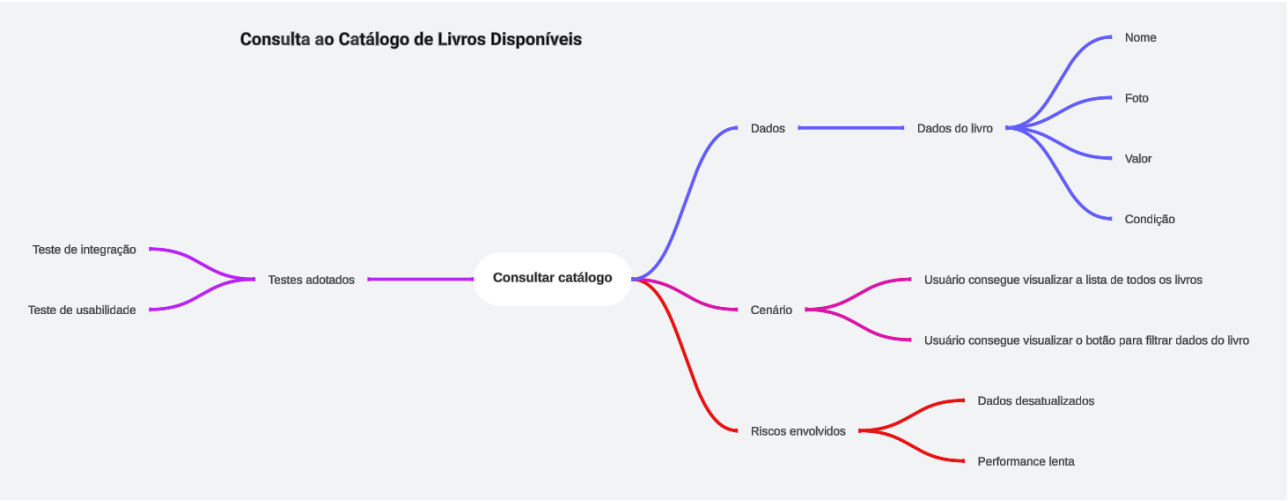 Consulta ao Catálogo de Livros Disponíveis
Nome
Foto
Dados
Dados do livro
Valor
Condição
Teste de integração
Testes adotados
Teste de usabilidade
Consultar catálogo
Usuário consegue visualizar a lista de todos os livros
Cenário
Usuário consegue visualizar o botão para filtrar dados do livro
Dados desatualizados
Riscos envolvidos
Performance lenta